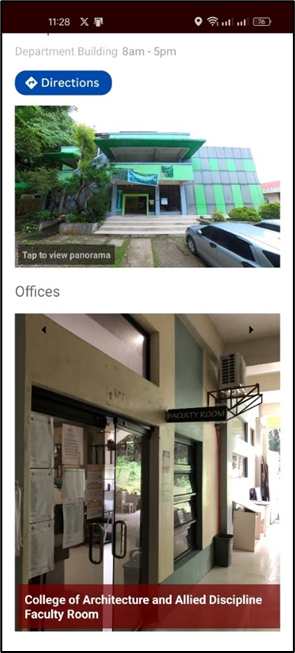 11:28
76
Department Building 8am - 5pm
Directions
Tap to view panorama
Offices
FACULTY ROOM
College of Architecture and Allied Discipline
Faculty Room